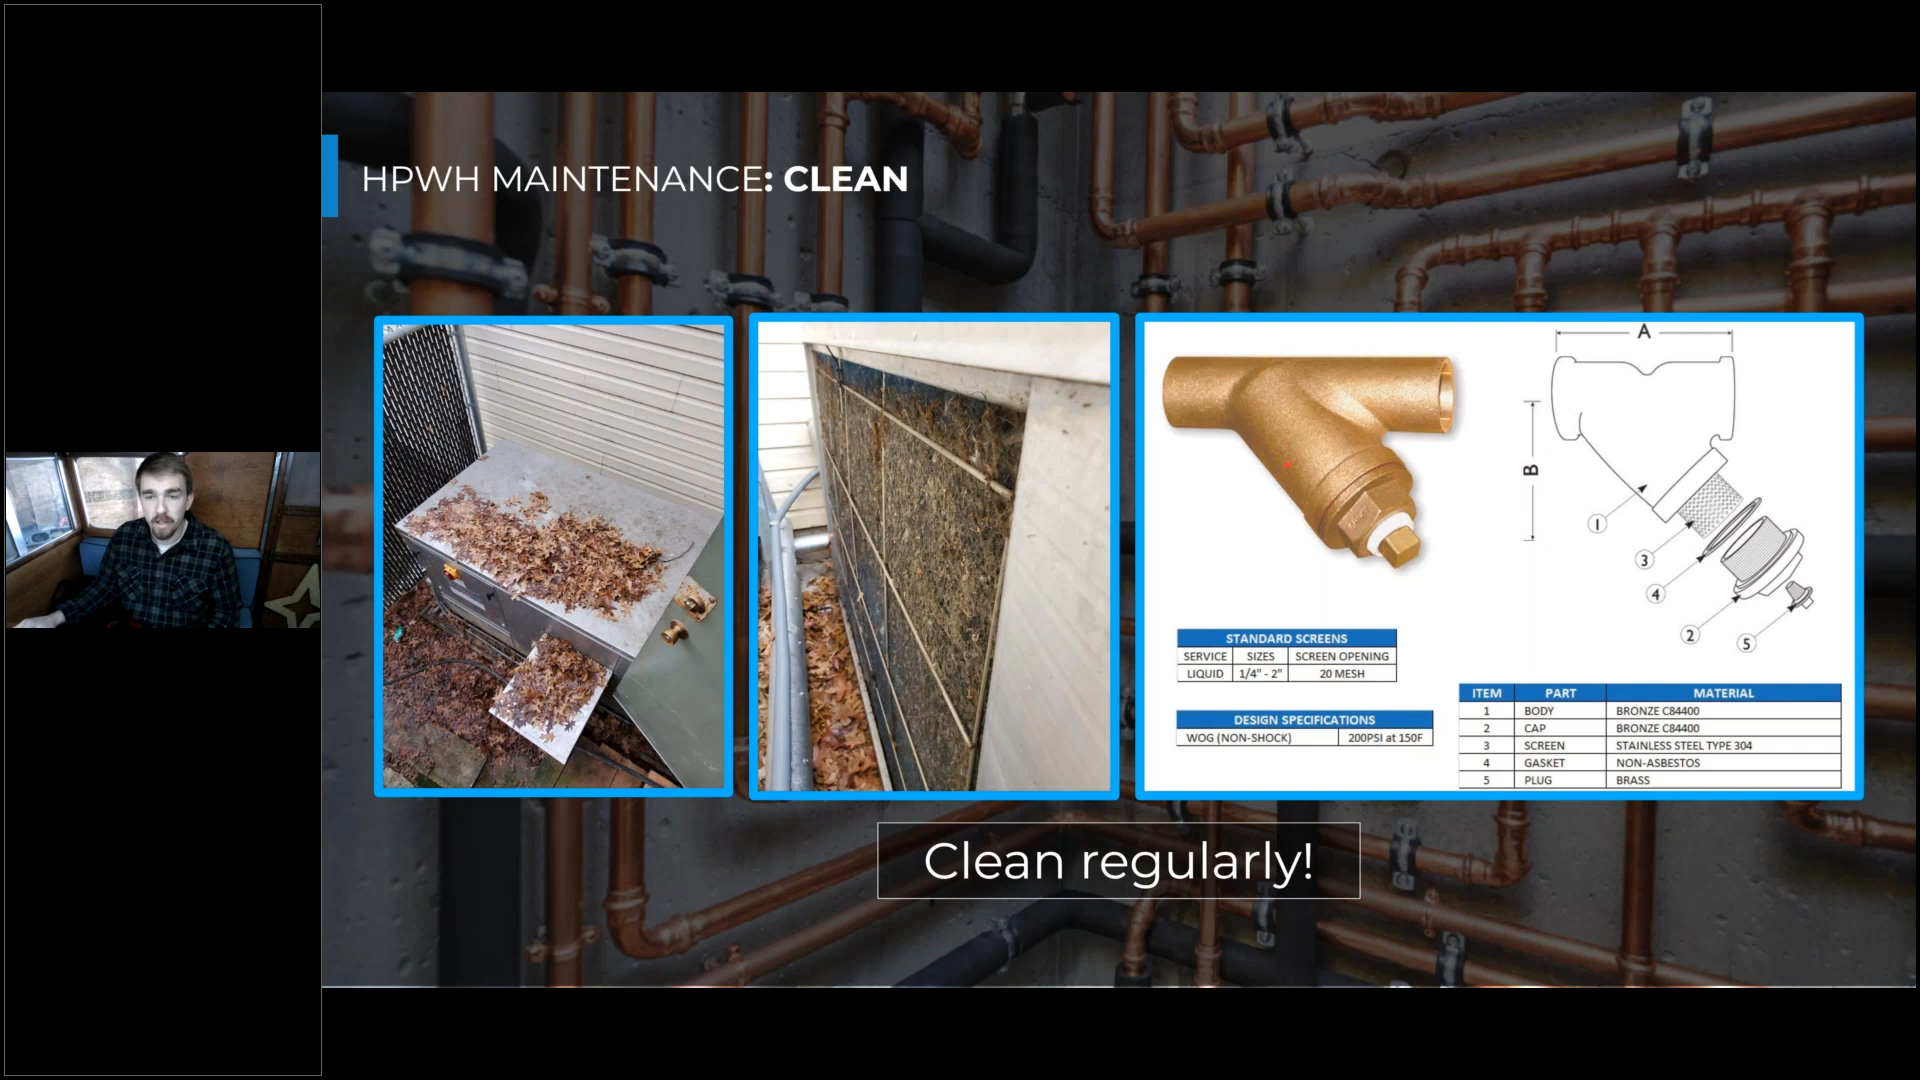 HPWH MAINTENANCE: CLEAN
A
B
1
3
4
2
5
STANDARD SCREENS
SERVICE SIZES SCREEN OPENING
LIQUID 1/4" - 2" 20 MESH
DESIGN SPECIFICATIONS
WOG (NON-SHOCK) 200PSI at 150F
ITEM PART MATERIAL
1 BODY BRONZE C84400
2 CAP BRONZE C84400
3 SCREEN STAINLESS STEEL TYPE 304
4 GASKET NON-ASBESTOS
5 PLUG BRASS
Clean regularly!